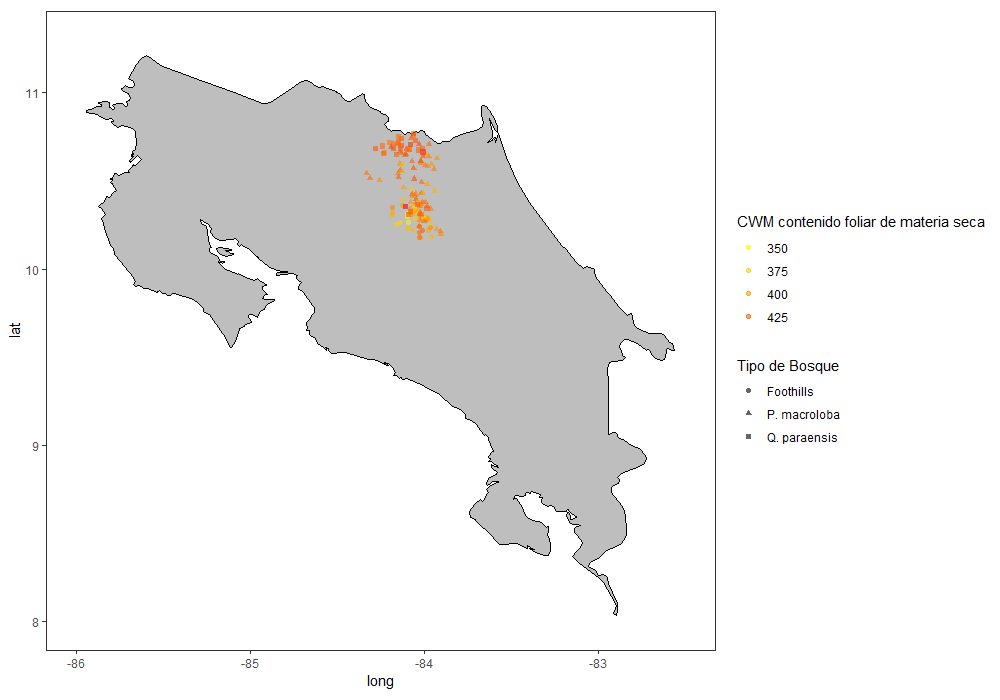 11
10
9
8
lat
-86
-85
-84
-83
long
CWM contenido foliar de materia seca
350
375
400
425
Tipo de Bosque
Foothills
P. macroloba
Q. paraensis